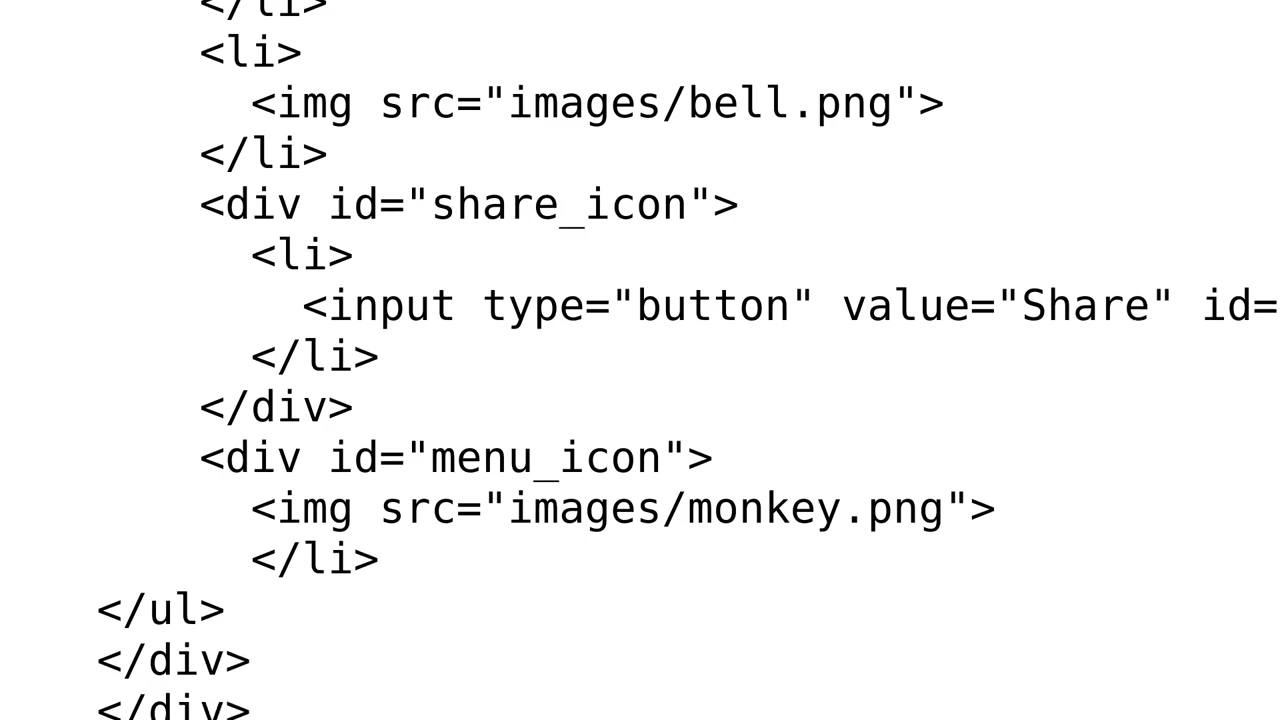 </li>
<li>
<img src="images/bell.png">
</li>
<div id="share_icon">
<li>
<input type="button" value="Share" id=
</li>
</div>
<div id="menu_icon">
<img src="images/monkey.png">
</li>
</ul>
</div>
</div>